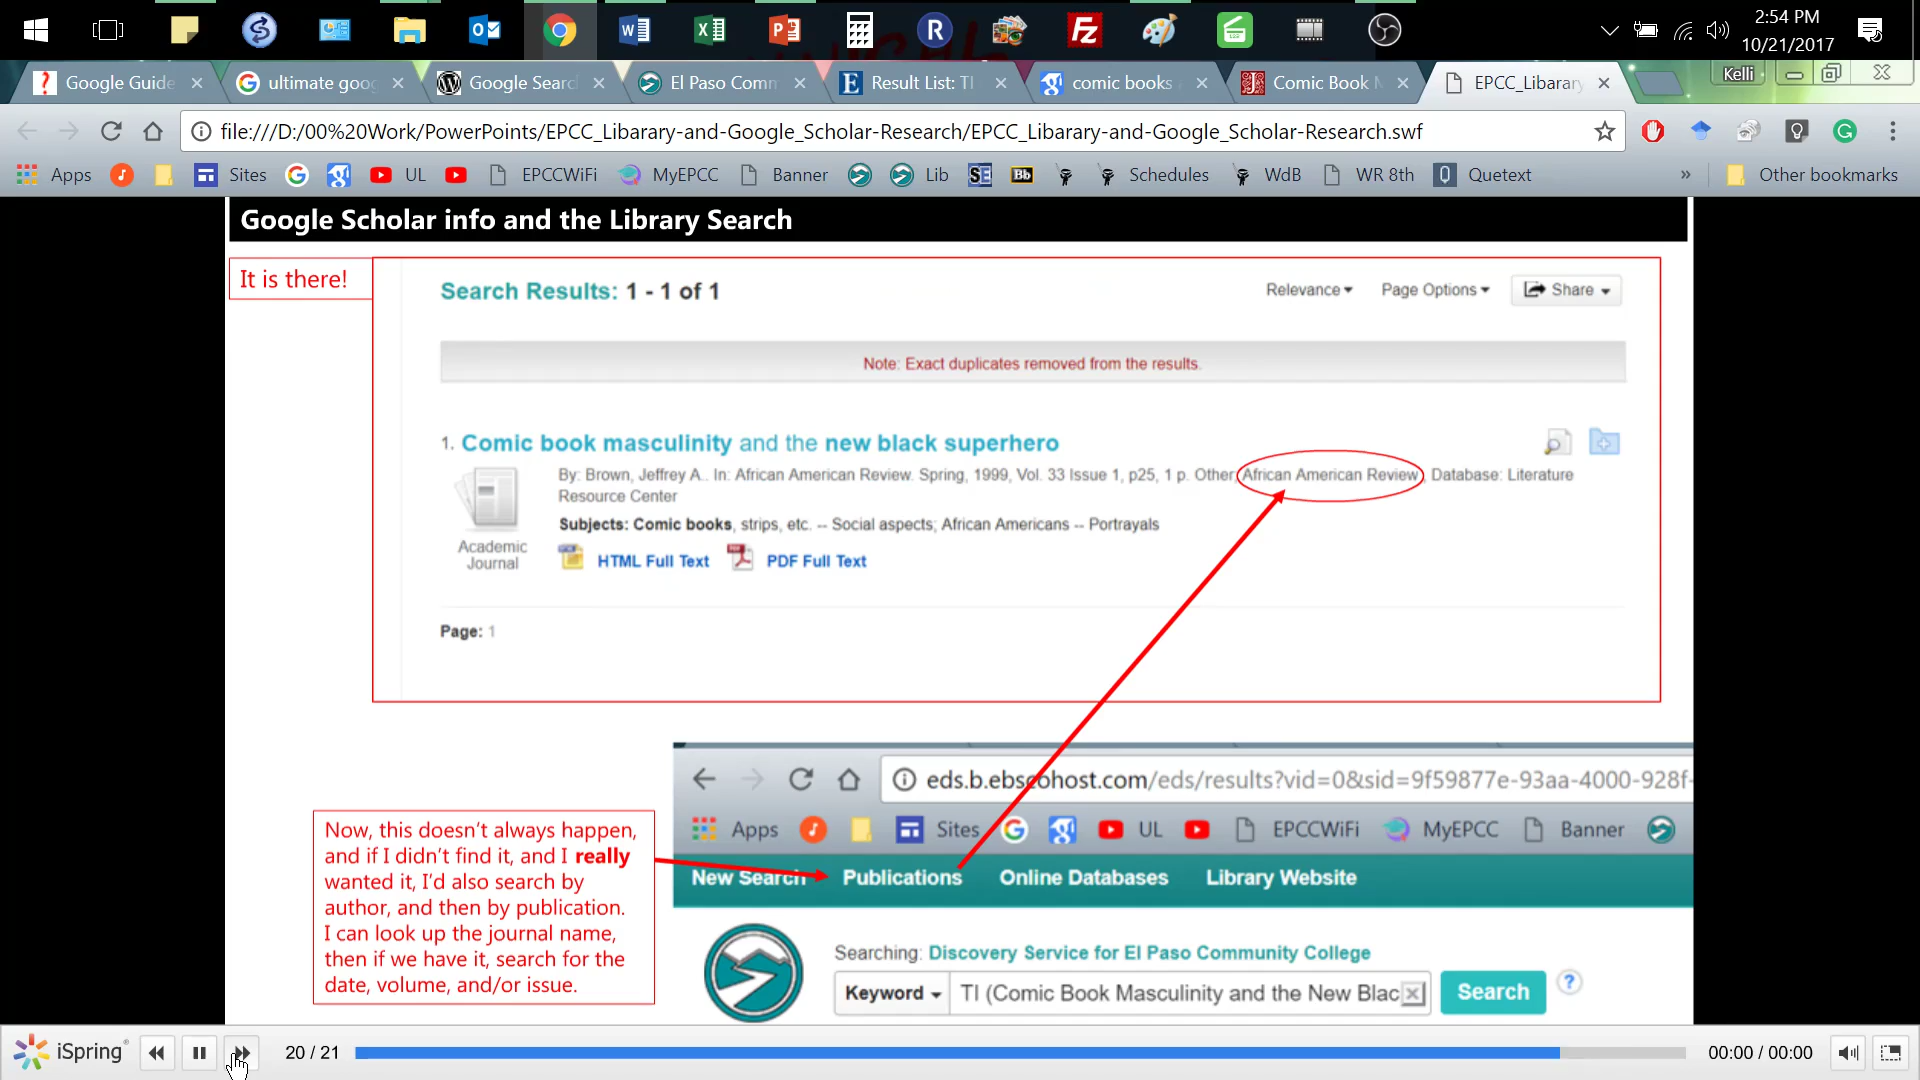 2:54 PM
10/21/2017
Google Guide
ultimate goo
Google Searc
El Paso Comm
Result List: TI
comic books
Comic Book M
EPCC_Libarary
Kelli
file:///D:/00%20Work/PowerPoints/EPCC_Libarary-and-Google_Scholar-Research/EPCC_Libarary-and-Google_Scholar-Research.swf
Apps
Sites
UL
EPCCWiFi
MyEPCC
Banner
Lib
SE
Bb
Schedules
WdB
WR 8th
Quetext
» Other bookmarks
Google Scholar info and the Library Search
It is there!
Search Results: 1 - 1 of 1
Relevance
Page Options
Share
Note: Exact duplicates removed from the results.
1. Comic book masculinity and the new black superhero
By: Brown, Jeffrey A.. In: African American Review. Spring, 1999, Vol. 33 Issue 1, p25, 1 p. Other African American Review, Database: Literature
Resource Center
Subjects: Comic books, strips, etc. -- Social aspects; African Americans -- Portrayals
Academic
Journal
HTML Full Text
PDF Full Text
Page: 1
eds.b.ebscohost.com/eds/results?vid=0&sid=9f59877e-93aa-4000-928f-
Apps
Sites
UL
EPCCWiFi
MyEPCC
Banner
New Search
Publications
Online Databases
Library Website
Now, this doesn't always happen,
and if I didn't find it, and I really
wanted it, I'd also search by
author, and then by publication.
I can look up the journal name,
then if we have it, search for the
date, volume, and/or issue.
Searching: Discovery Service for El Paso Community College
Keyword
TI (Comic Book Masculinity and the New Blac
Search
?
iSpring
20 / 21
00:00 / 00:00